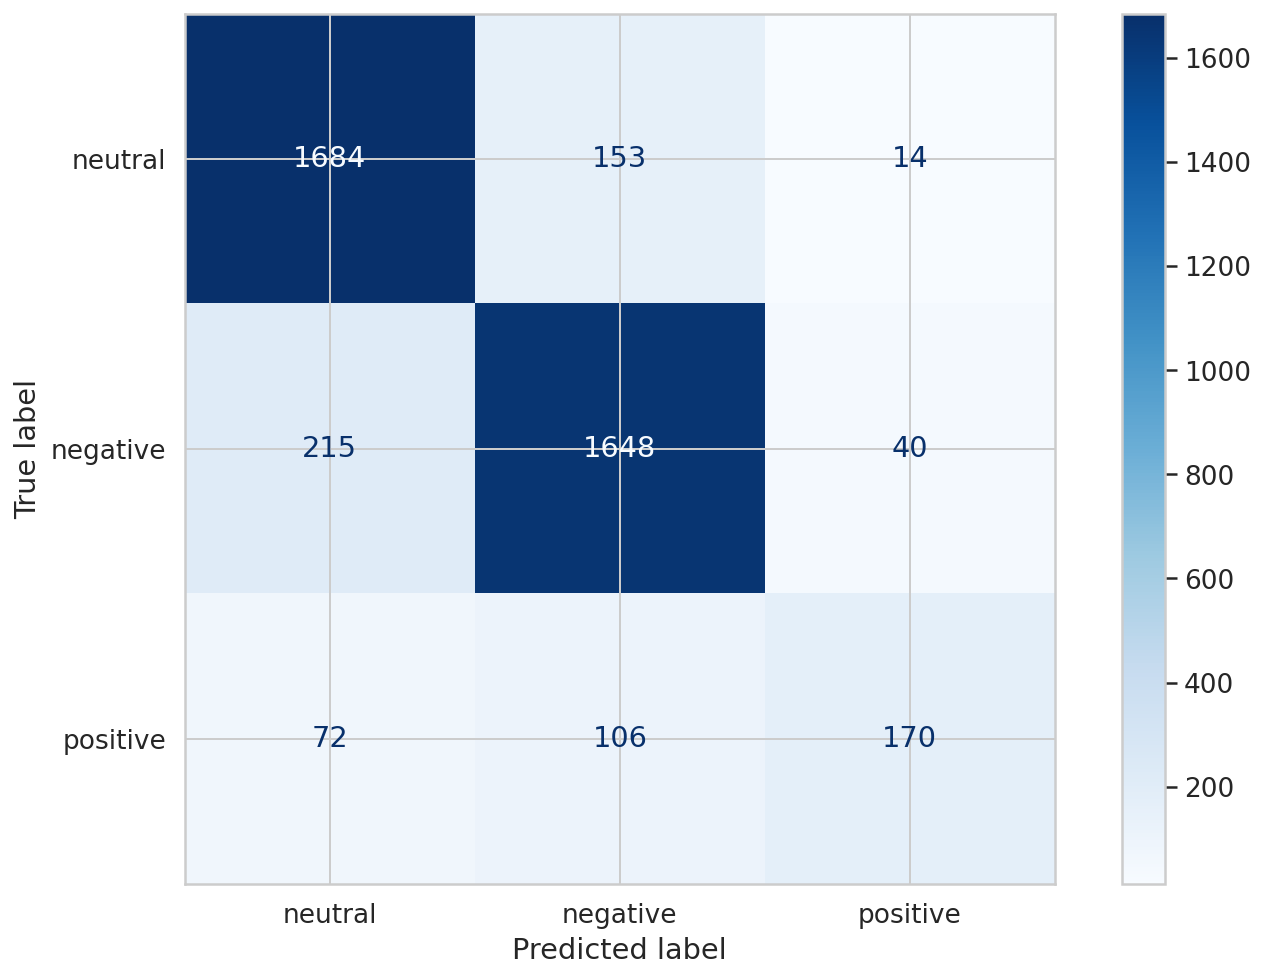 neutral 1684 153 14
negative 215 1648 40
positive 72 106 170
neutral negative positive
Predicted label
True label
1600
1400
1200
1000
800
600
400
200